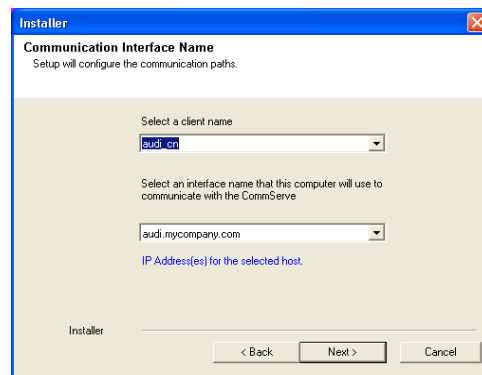 Installer
Communication Interface Name
Setup will configure the communication paths.
Select a client name
audi_cn
Select an interface name that this computer will use to
communicate with the CommServe
audi.mycompany.com
IP Address(es) for the selected host.
Installer
< Back
Next >
Cancel